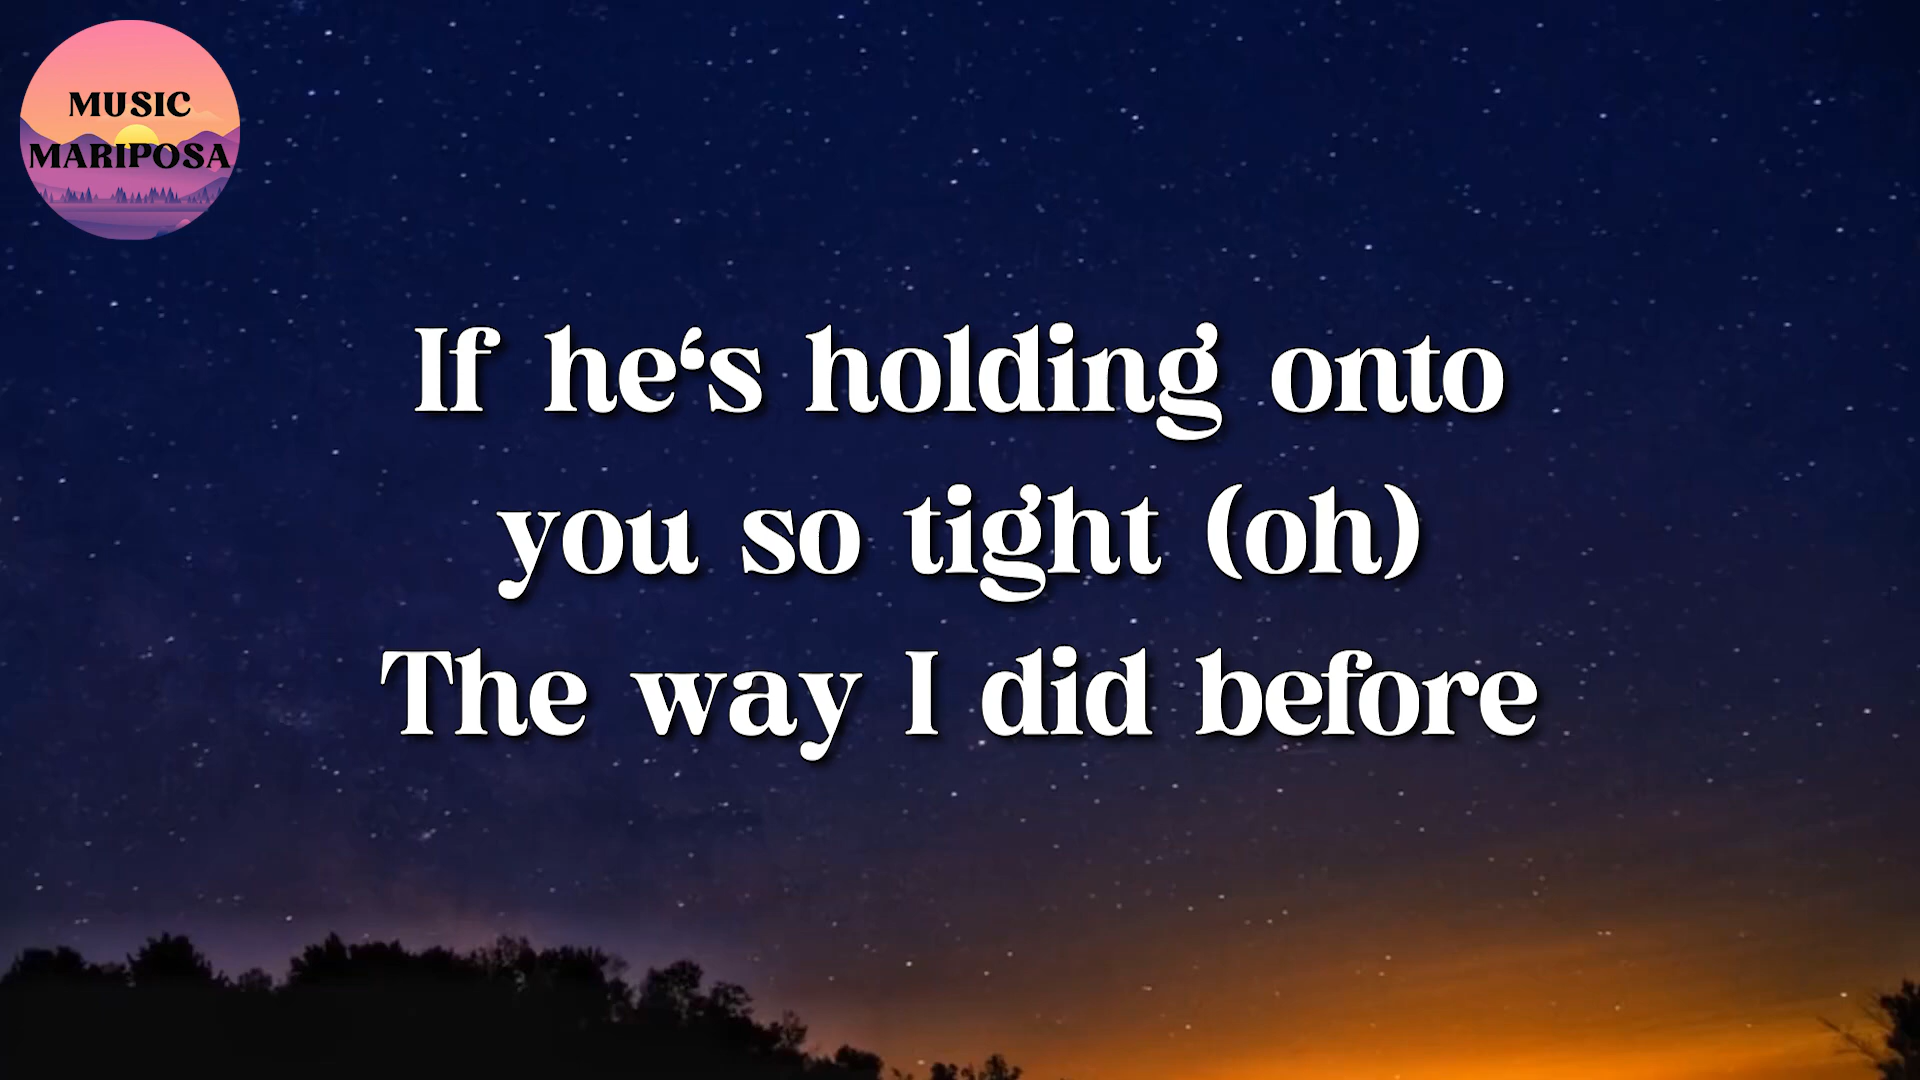 MUSIC
MARIPOSA
If he‘s holding onto
you so tight (oh)
The way I did before